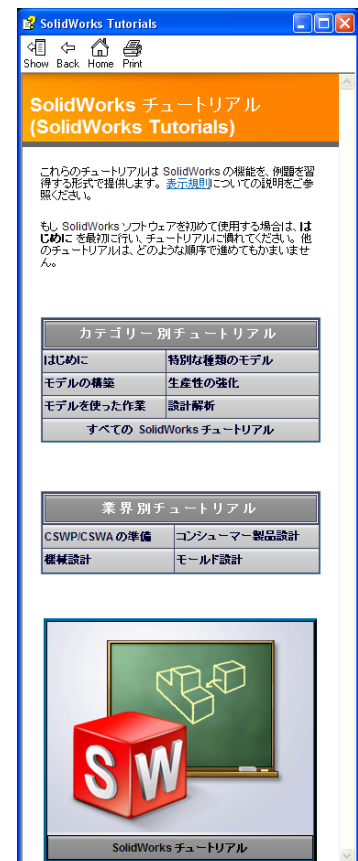 SolidWorks Tutorials
Show Back Home Print
SolidWorks チュートリアル
(SolidWorks Tutorials)
これらのチュートリアルは SolidWorks の機能を、例題を習
得する形式で提供します。 表示規則についての説明をご参
照ください。
もし SolidWorks ソフトウェアを初めて使用する場合は、は
じめに を最初に行い、チュートリアルに慣れてください。他
のチュートリアルは、どのような順序で進めてもかまいませ
ん。
カテゴリー別チュートリアル
はじめに 特別な種類のモデル
モデルの構築 生産性の強化
モデルを使った作業 設計解析
すべての SolidWorks チュートリアル
業界別チュートリアル
CSWP/CSWA の準備 コンシューマー製品設計
機械設計 モールド設計
SW
SolidWorks チュートリアル